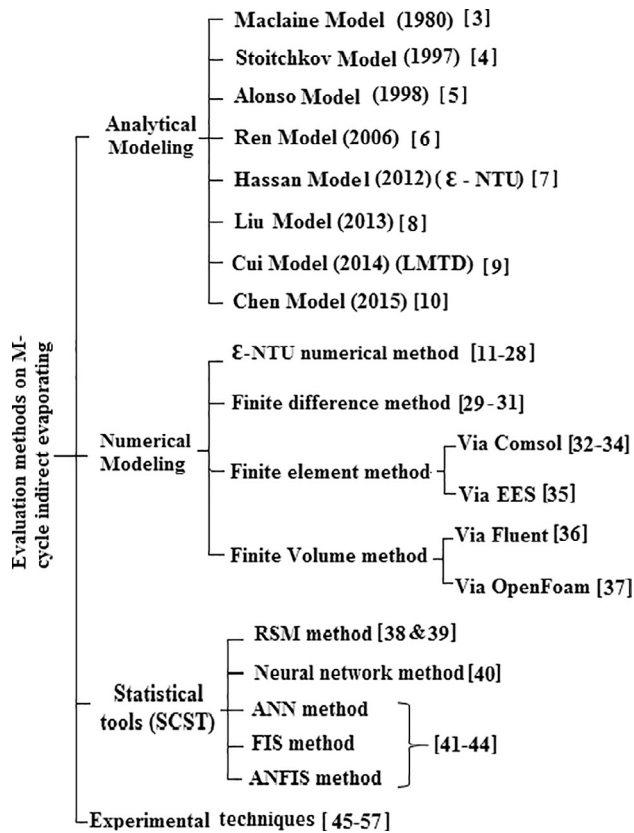 Evaluation methods on M-
cycle indirect evaporating
Analytical
Modeling
Maclaine Model (1980) [3]
Stoitchkov Model (1997) [4]
Alonso Model (1998) [5]
Ren Model (2006) [6]
Hassan Model (2012) (Ɛ - NTU) [7]
Liu Model (2013) [8]
Cui Model (2014) (LMTD) [9]
Chen Model (2015) [10]
Numerical
Modeling
Ɛ-NTU numerical method [11-28]
Finite difference method [29-31]
Finite element method
Via Comsol [32-34]
Via EES [35]
Finite Volume method
Via Fluent [36]
Via OpenFoam [37]
Statistical
tools (SCST)
RSM method [38 & 39]
Neural network method [40]
ANN method
FIS method
ANFIS method
[41-44]
Experimental techniques [45-57]